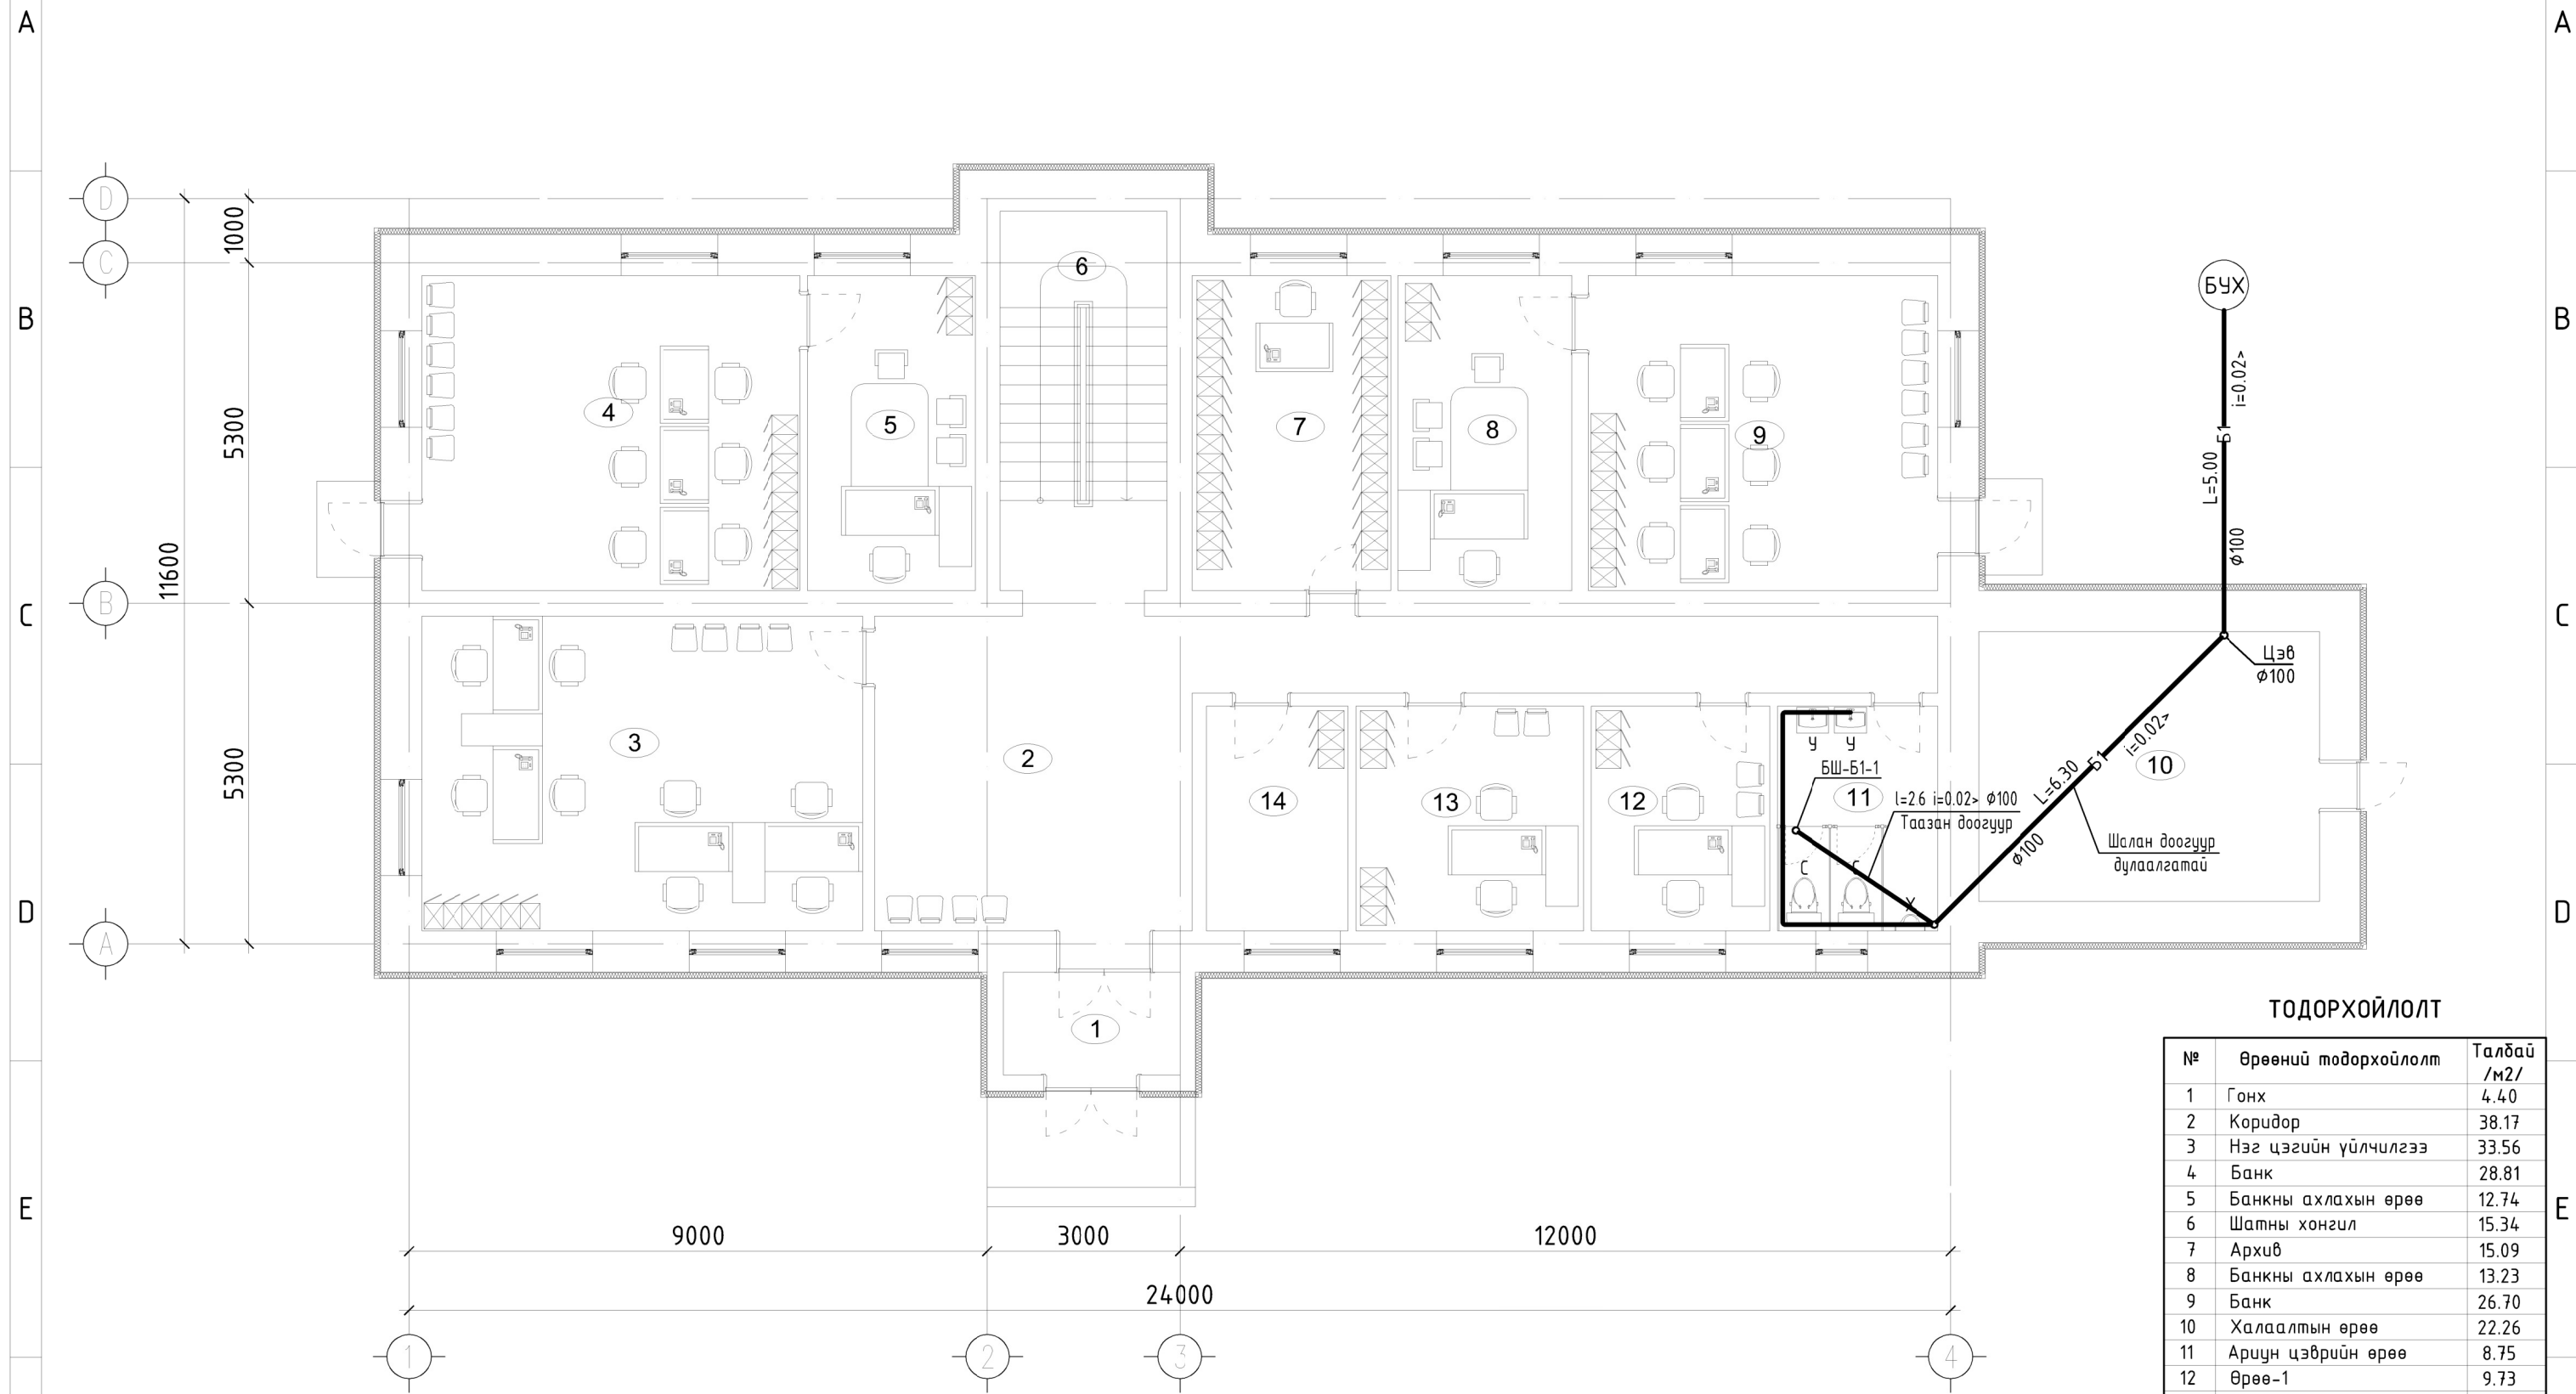 A
A
B
B
C
C
D
D
E
E
D
C
B
A
1000
5300
5300
11600
6
4
5
7
8
9
3
2
14
13
12
11
10
1
БУХ
i=0.02>
Б1
L=5.00
Ø100
Цэв
Ø100
i=0.02>
Б1
L=6.30
Ø100
Шалан доогуур
дулаалгатай
У У
БШ-Б1-1
l=2.6 i=0.02> Ø100
Таазан доогуур
С С
Х
9000
3000
12000
24000
1
2
3
4
ТОДОРХОЙЛОЛТ
№ Өрөөний тодорхойлолт Талбай /м2/
1 Гонх 4.40
2 Коридор 38.17
3 Нэг цэгийн үйлчилгээ 33.56
4 Банк 28.81
5 Банкны ахлахын өрөө 12.74
6 Шатны хонгил 15.34
7 Архив 15.09
8 Банкны ахлахын өрөө 13.23
9 Банк 26.70
10 Халаалтын өрөө 22.26
11 Ариун цэврийн өрөө 8.75
12 Өрөө-1 9.73